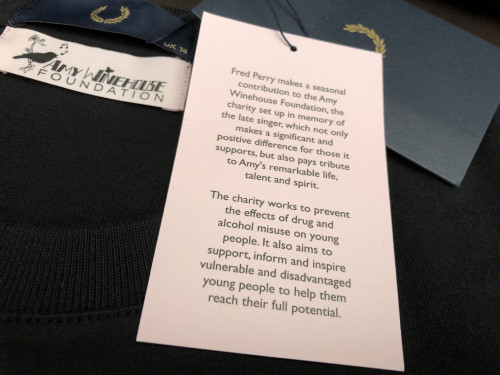 UK 14
AMY WINEHOUSE
FOUNDATION
Fred Perry makes a seasonal
contribution to the Amy
Winehouse Foundation, the
charity set up in memory of
the late singer, which not only
makes a significant and
positive difference for those it
supports, but also pays tribute
to Amy's remarkable life,
talent and spirit.
The charity works to prevent
the effects of drug and
alcohol misuse on young
people. It also aims to
support, inform and inspire
vulnerable and disadvantaged
young people to help them
reach their full potential.